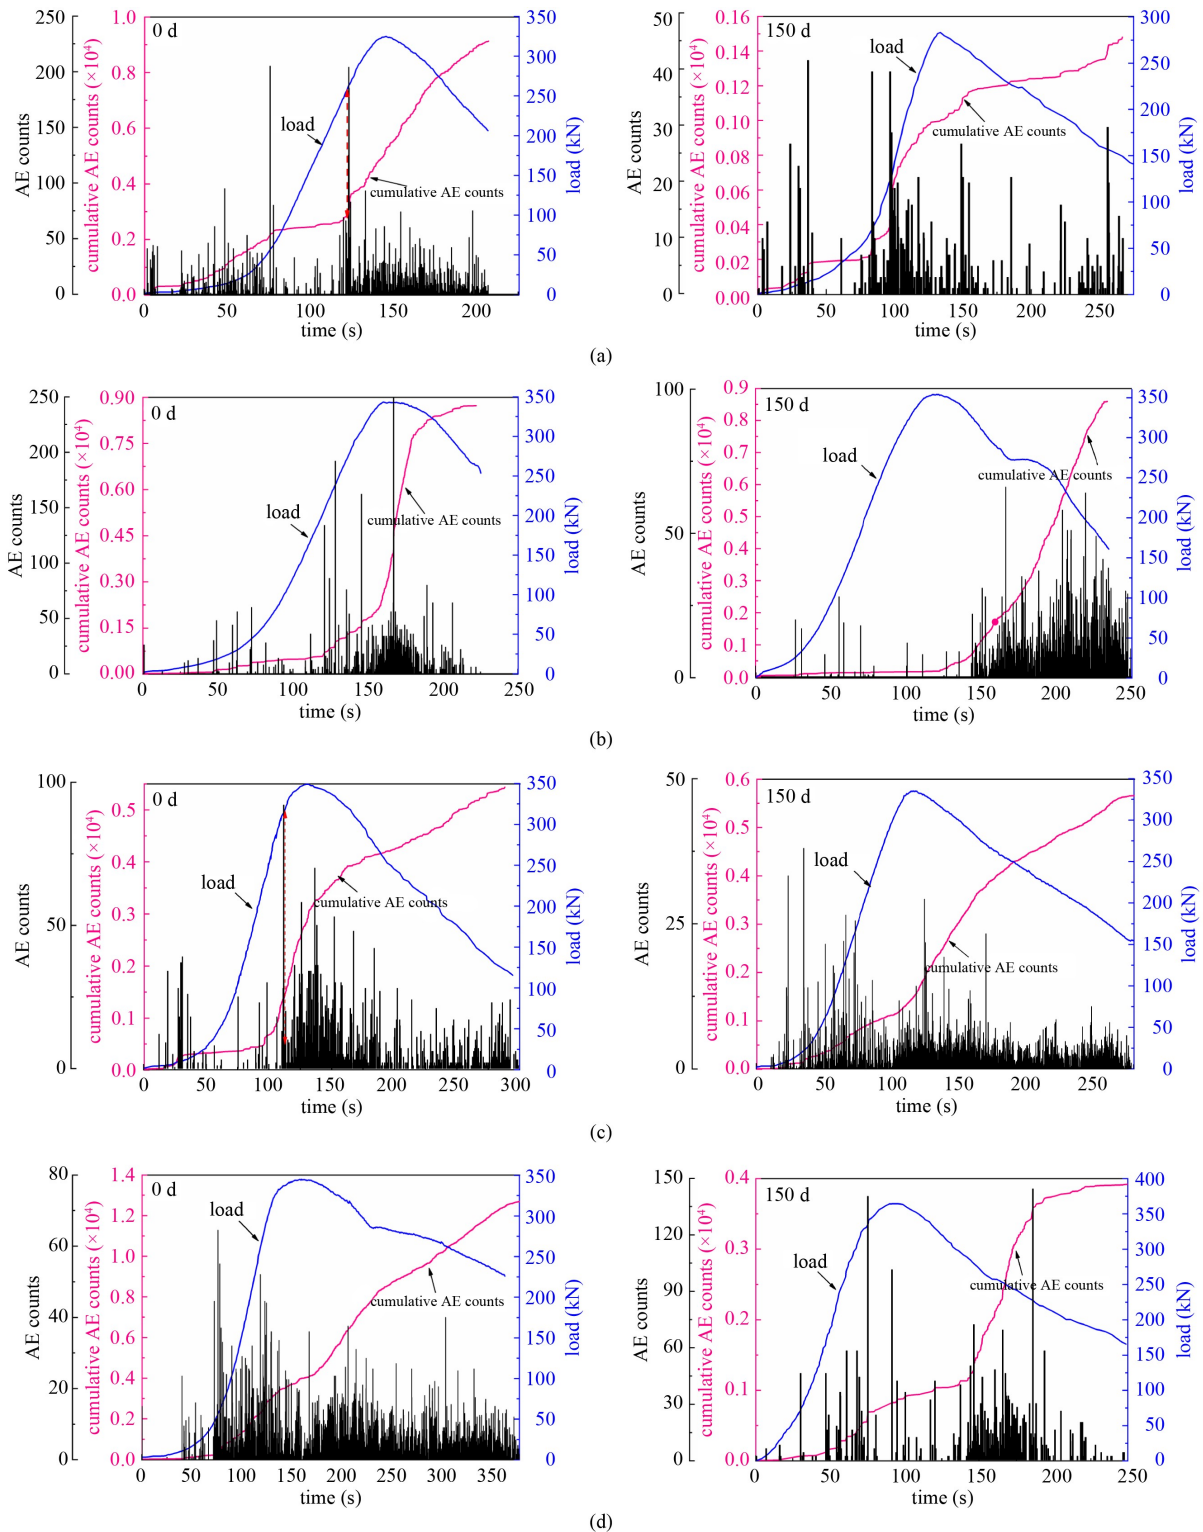 250
200
150
100
50
0
AE counts
1.0
0.8
0.6
0.4
0.2
0.0
cumulative AE counts (×10⁴)
0 d
load
cumulative AE counts
350
300
250
200
150
100
50
0
load (kN)
0 50 100 150 200
time (s)
50
40
30
20
10
0
AE counts
0.16
0.14
0.12
0.10
0.08
0.06
0.04
0.02
0.00
cumulative AE counts (×10⁴)
150 d
load
cumulative AE counts
300
250
200
150
100
50
0
load (kN)
0 50 100 150 200 250
time (s)
(a)
250
200
150
100
50
0
AE counts
0.90
0.75
0.60
0.45
0.30
0.15
0.00
cumulative AE counts (×10⁴)
0 d
load
cumulative AE counts
350
300
250
200
150
100
50
0
load (kN)
0 50 100 150 200 250
time (s)
100
50
0
AE counts
0.9
0.8
0.7
0.6
0.5
0.4
0.3
0.2
0.1
0.0
cumulative AE counts (×10⁴)
150 d
load
cumulative AE counts
350
300
250
200
150
100
50
0
load (kN)
0 50 100 150 200 250
time (s)
(b)
100
50
0
AE counts
0.5
0.4
0.3
0.2
0.1
0.0
cumulative AE counts (×10⁴)
0 d
load
cumulative AE counts
350
300
250
200
150
100
50
0
load (kN)
0 50 100 150 200 250 300
time (s)
50
25
0
AE counts
0.6
0.5
0.4
0.3
0.2
0.1
0.0
cumulative AE counts (×10⁴)
150 d
load
cumulative AE counts
350
300
250
200
150
100
50
0
load (kN)
0 50 100 150 200 250
time (s)
(c)
80
60
40
20
0
AE counts
1.4
1.2
1.0
0.8
0.6
0.4
0.2
0.0
cumulative AE counts (×10⁴)
0 d
load
cumulative AE counts
350
300
250
200
150
100
50
0
load (kN)
0 50 100 150 200 250 300 350
time (s)
150
120
90
60
30
0
AE counts
0.4
0.3
0.2
0.1
0.0
cumulative AE counts (×10⁴)
150 d
load
cumulative AE counts
400
350
300
250
200
150
100
50
0
load (kN)
0 50 100 150 200 250
time (s)
(d)